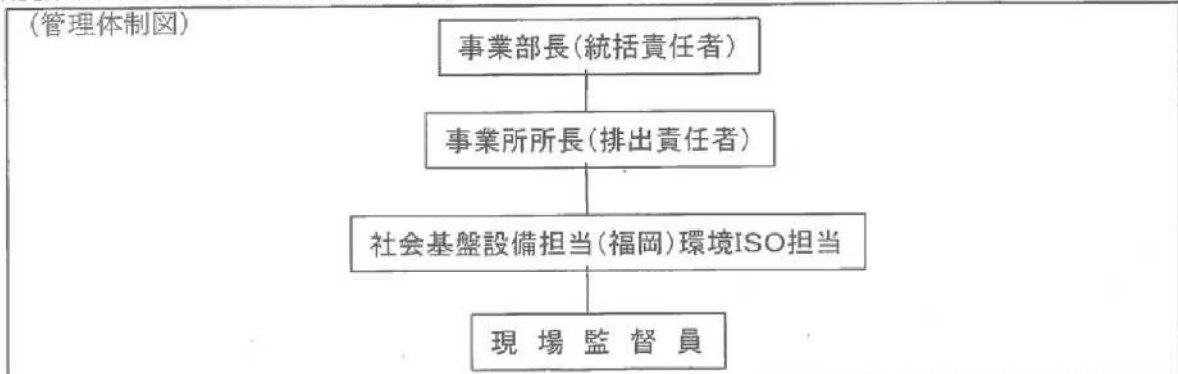 (管理体制図)
事業部長(統括責任者)
事業所所長(排出責任者)
社会基盤設備担当(福岡)環境ISO担当
現 場 監 督 員